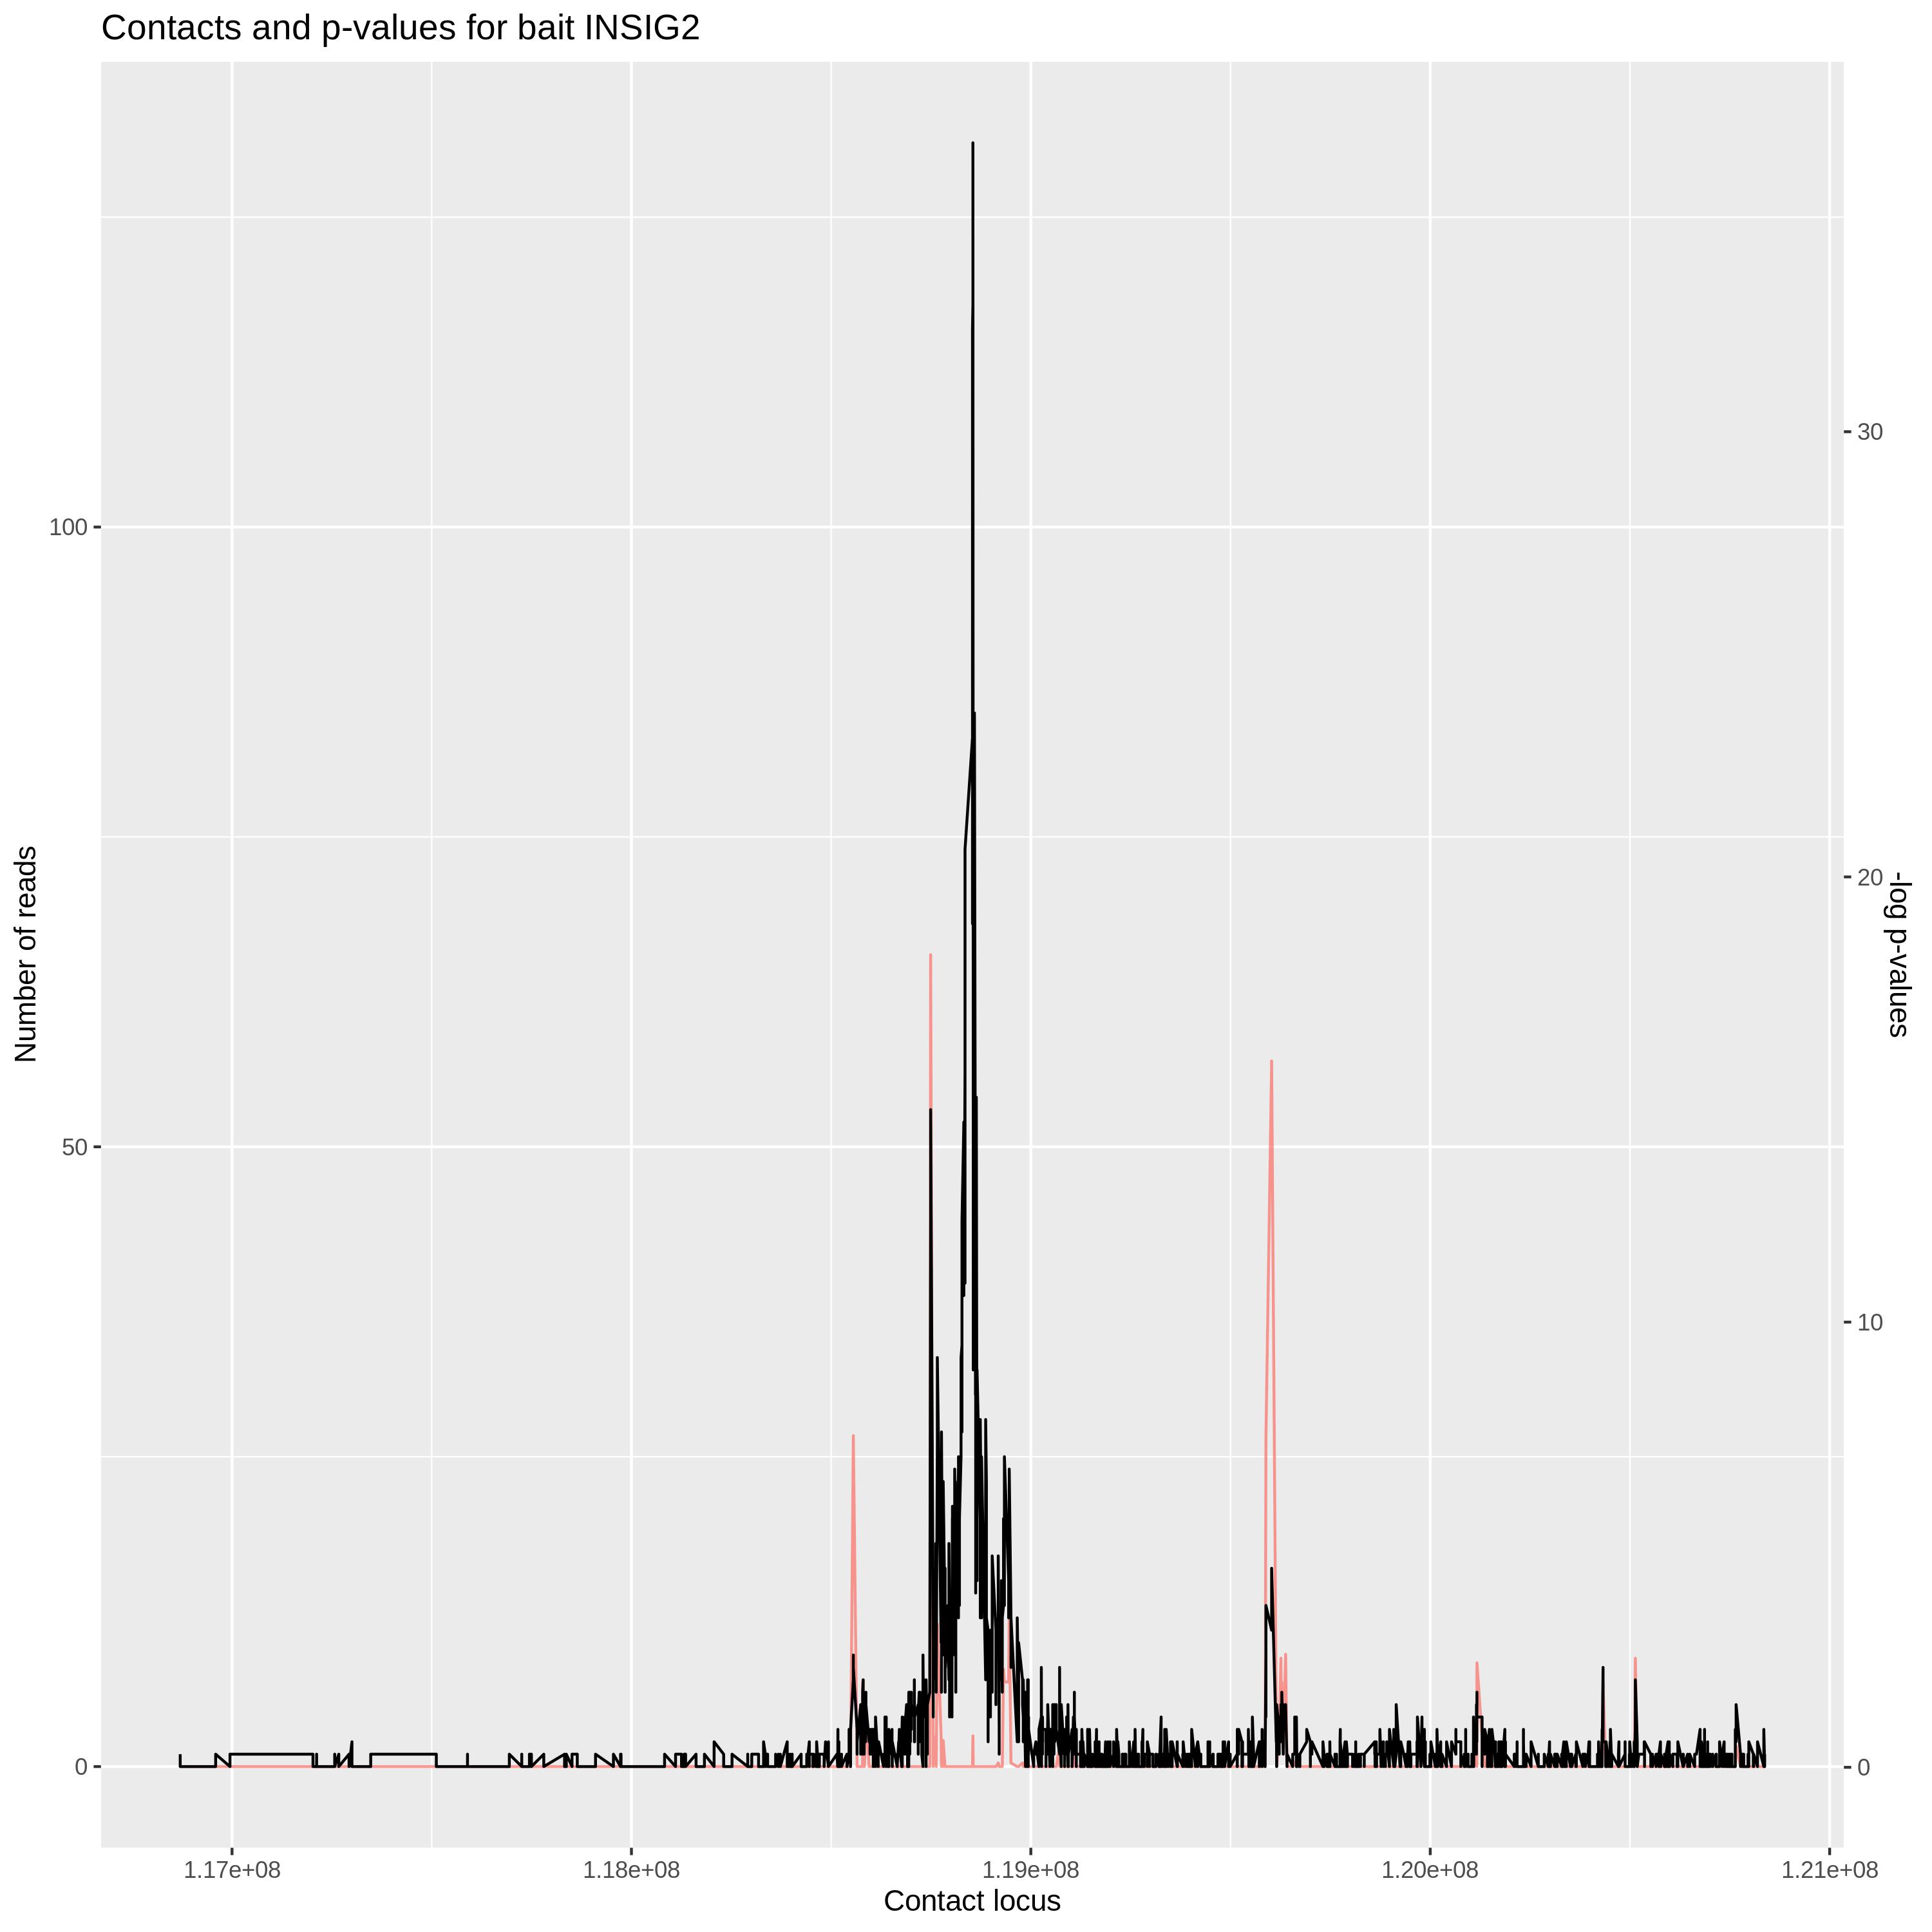 Contacts and p-values for bait INSIG2
Number of reads
100
50
0
30
20
10
0
-log p-values
1.17e+08
1.18e+08
1.19e+08
1.20e+08
1.21e+08
Contact locus